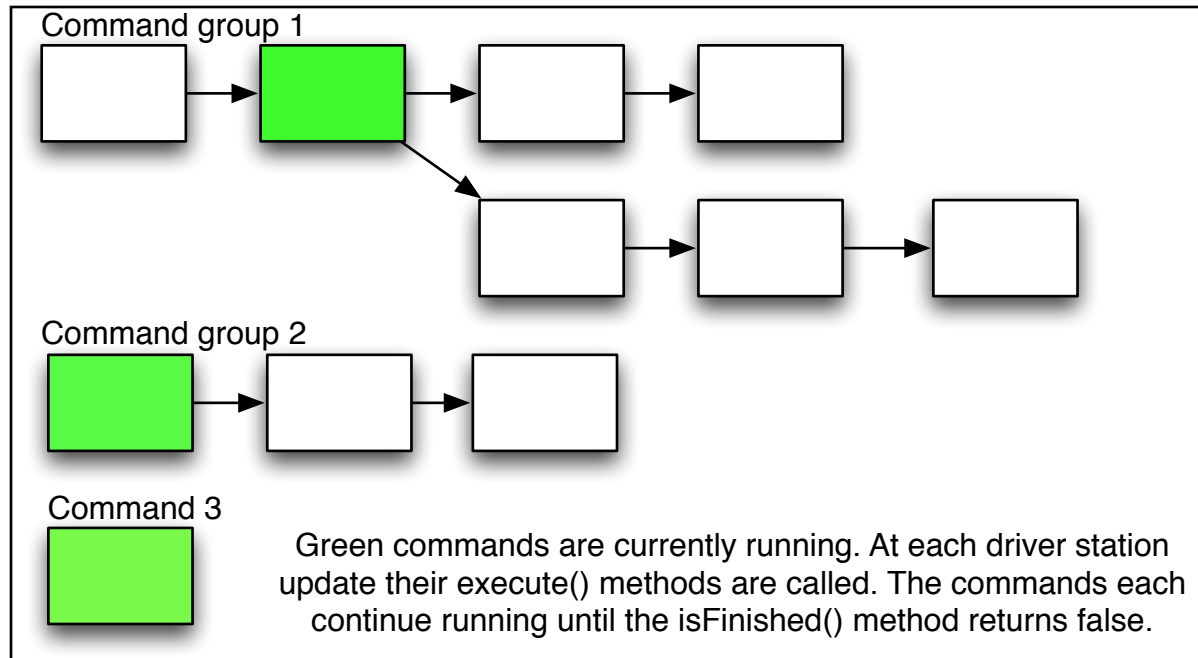 Command group 1
Command group 2
Command 3
Green commands are currently running. At each driver station
update their execute() methods are called. The commands each
continue running until the isFinished() method returns false.